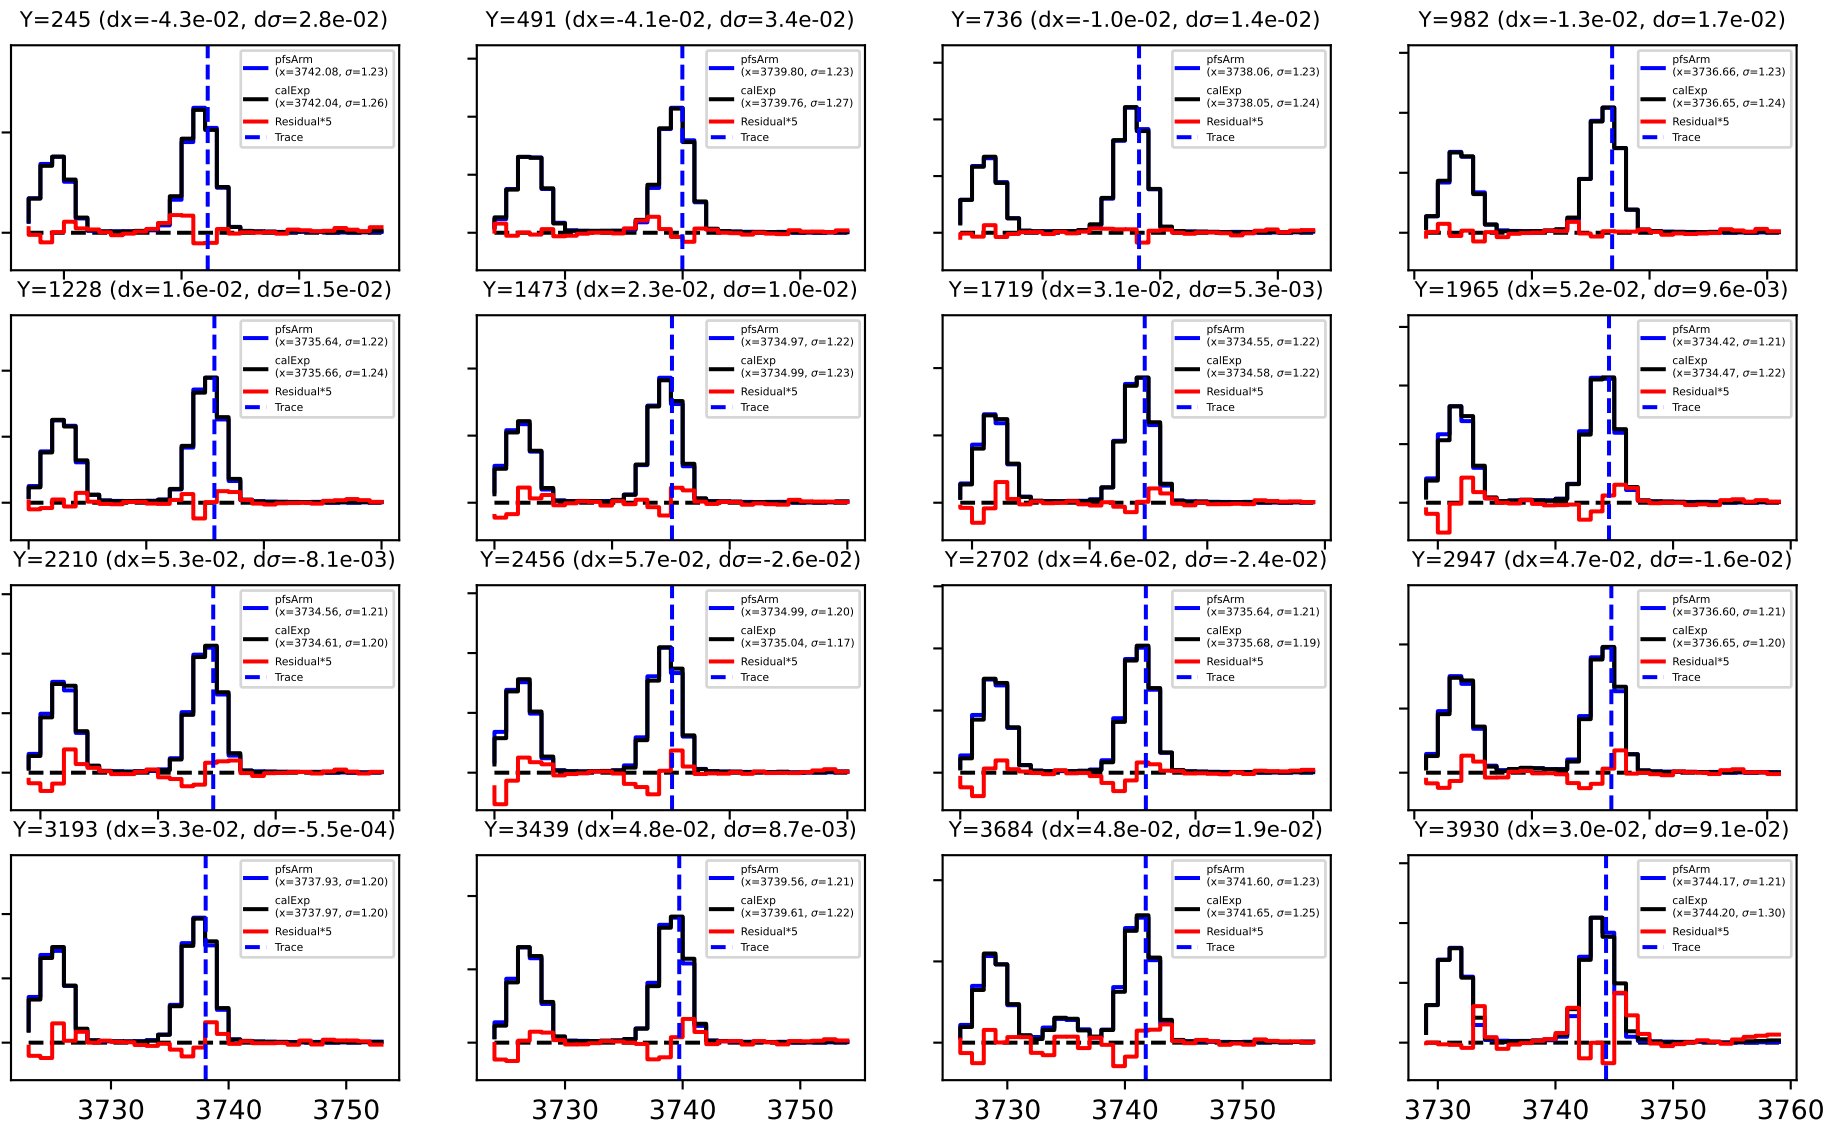 Y=245 (dx=-4.3e-02, dσ=2.8e-02)
pfsArm
(x=3742.08, σ=1.23)
calExp
(x=3742.04, σ=1.26)
Residual*5
Trace
Y=491 (dx=-4.1e-02, dσ=3.4e-02)
pfsArm
(x=3739.80, σ=1.23)
calExp
(x=3739.76, σ=1.27)
Residual*5
Trace
Y=736 (dx=-1.0e-02, dσ=1.4e-02)
pfsArm
(x=3738.06, σ=1.23)
calExp
(x=3738.05, σ=1.24)
Residual*5
Trace
Y=982 (dx=-1.3e-02, dσ=1.7e-02)
pfsArm
(x=3736.66, σ=1.23)
calExp
(x=3736.65, σ=1.24)
Residual*5
Trace
Y=1228 (dx=1.6e-02, dσ=1.5e-02)
pfsArm
(x=3735.64, σ=1.22)
calExp
(x=3735.66, σ=1.24)
Residual*5
Trace
Y=1473 (dx=2.3e-02, dσ=1.0e-02)
pfsArm
(x=3734.97, σ=1.22)
calExp
(x=3734.99, σ=1.23)
Residual*5
Trace
Y=1719 (dx=3.1e-02, dσ=5.3e-03)
pfsArm
(x=3734.55, σ=1.22)
calExp
(x=3734.58, σ=1.22)
Residual*5
Trace
Y=1965 (dx=5.2e-02, dσ=9.6e-03)
pfsArm
(x=3734.42, σ=1.21)
calExp
(x=3734.47, σ=1.22)
Residual*5
Trace
Y=2210 (dx=5.3e-02, dσ=-8.1e-03)
pfsArm
(x=3734.56, σ=1.21)
calExp
(x=3734.61, σ=1.20)
Residual*5
Trace
Y=2456 (dx=5.7e-02, dσ=-2.6e-02)
pfsArm
(x=3734.99, σ=1.20)
calExp
(x=3735.04, σ=1.17)
Residual*5
Trace
Y=2702 (dx=4.6e-02, dσ=-2.4e-02)
pfsArm
(x=3735.64, σ=1.21)
calExp
(x=3735.68, σ=1.19)
Residual*5
Trace
Y=2947 (dx=4.7e-02, dσ=-1.6e-02)
pfsArm
(x=3736.60, σ=1.21)
calExp
(x=3736.65, σ=1.20)
Residual*5
Trace
Y=3193 (dx=3.3e-02, dσ=-5.5e-04)
pfsArm
(x=3737.93, σ=1.20)
calExp
(x=3737.97, σ=1.20)
Residual*5
Trace
Y=3439 (dx=4.8e-02, dσ=8.7e-03)
pfsArm
(x=3739.56, σ=1.21)
calExp
(x=3739.61, σ=1.22)
Residual*5
Trace
Y=3684 (dx=4.8e-02, dσ=1.9e-02)
pfsArm
(x=3741.60, σ=1.23)
calExp
(x=3741.65, σ=1.25)
Residual*5
Trace
Y=3930 (dx=3.0e-02, dσ=9.1e-02)
pfsArm
(x=3744.17, σ=1.21)
calExp
(x=3744.20, σ=1.30)
Residual*5
Trace
3730 3740 3750
3730 3740 3750
3730 3740 3750
3730 3740 3750 3760